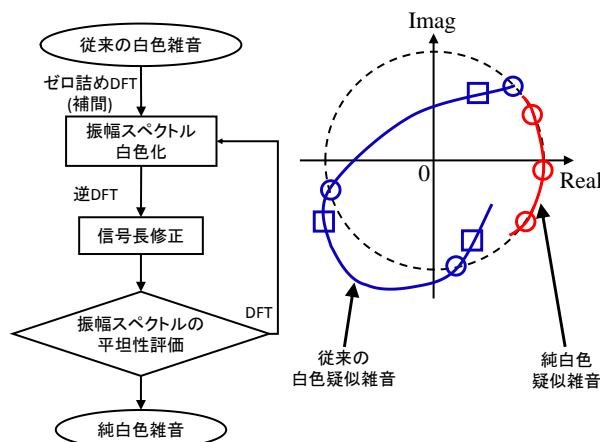 従来の白色雑音
ゼロ詰めDFT
(補間)
振幅スペクトル
白色化
逆DFT
信号長修正
振幅スペクトルの
平坦性評価
DFT
純白色雑音
Imag
0
Real
従来の
白色疑似雑音
純白色
疑似雑音